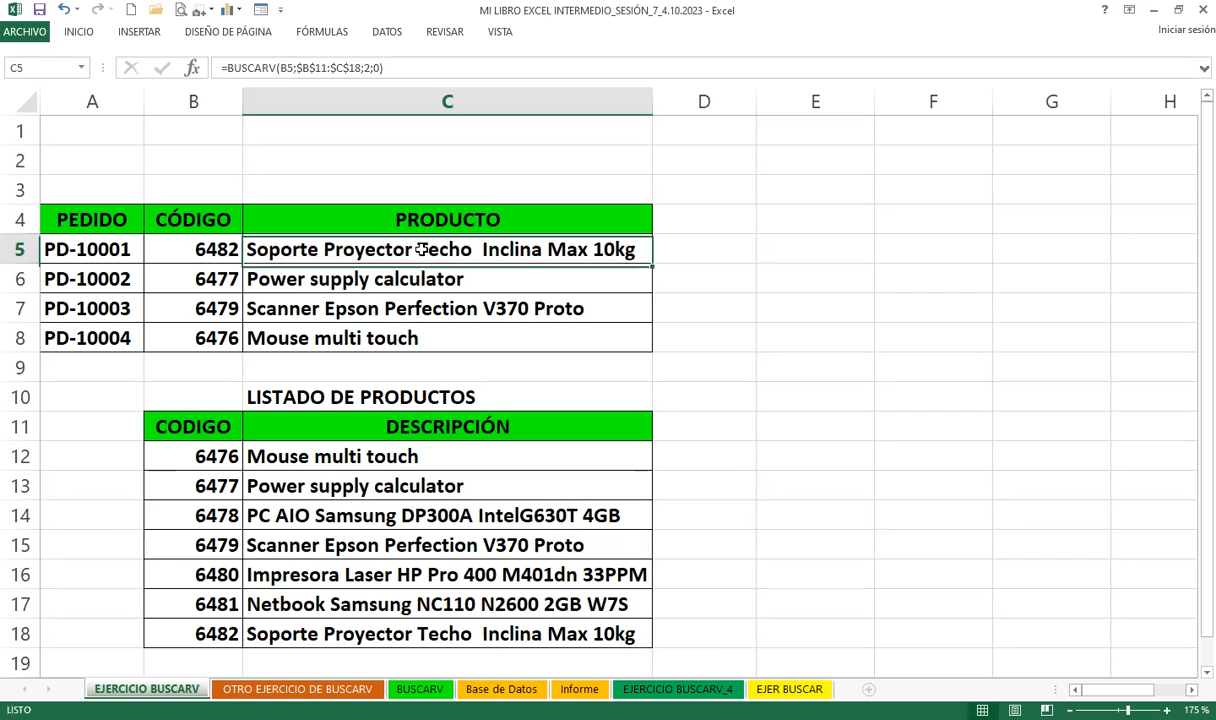 MI LIBRO EXCEL INTERMEDIO_SESIÓN_7_4.10.2023 - Excel
?
ARCHIVO INICIO INSERTAR DISEÑO DE PÁGINA FÓRMULAS DATOS REVISAR VISTA Iniciar sesión
C5 fx =BUSCARV(B5;$B$11:$C$18;2;0)
A B C D E F G H
1
2
3
4 PEDIDO CÓDIGO PRODUCTO
5 PD-10001 6482 Soporte Proyector Techo Inclina Max 10kg
6 PD-10002 6477 Power supply calculator
7 PD-10003 6479 Scanner Epson Perfection V370 Proto
8 PD-10004 6476 Mouse multi touch
9
10 LISTADO DE PRODUCTOS
11 CODIGO DESCRIPCIÓN
12 6476 Mouse multi touch
13 6477 Power supply calculator
14 6478 PC AIO Samsung DP300A IntelG630T 4GB
15 6479 Scanner Epson Perfection V370 Proto
16 6480 Impresora Laser HP Pro 400 M401dn 33PPM
17 6481 Netbook Samsung NC110 N2600 2GB W7S
18 6482 Soporte Proyector Techo Inclina Max 10kg
19
EJERCICIO BUSCARV OTRO EJERCICIO DE BUSCARV BUSCARV Base de Datos Informe EJERCICIO BUSCARV_4 EJER BUSCAR
LISTO 175 %